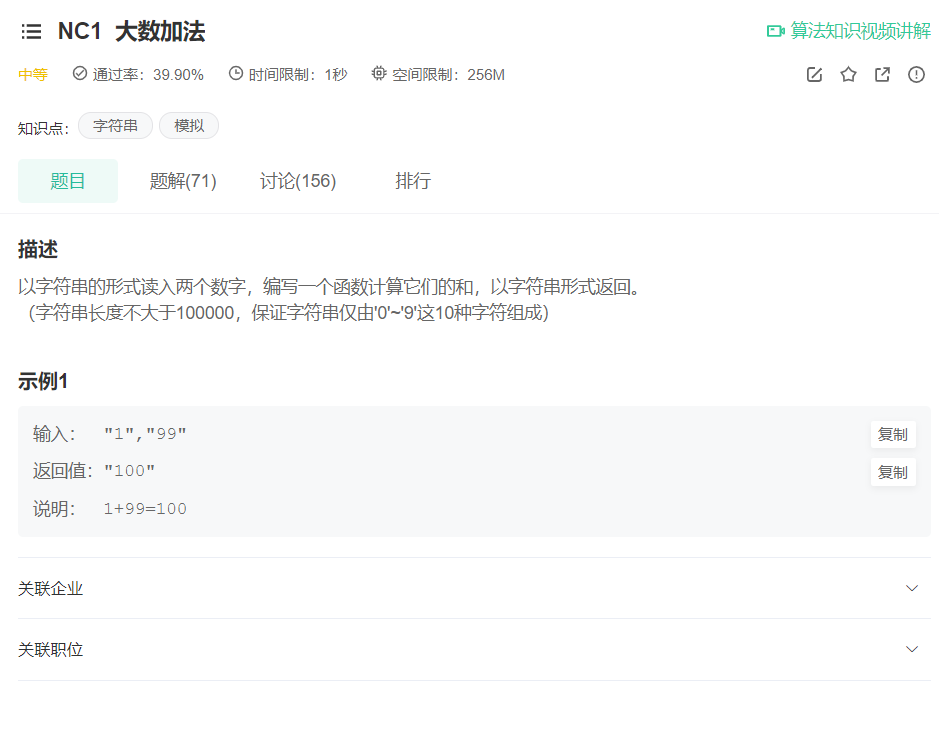 NC1 大数加法
算法知识视频讲解
中等 通过率：39.90% 时间限制：1秒 空间限制：256M
知识点： 字符串 模拟
题目 题解(71) 讨论(156) 排行
描述
以字符串的形式读入两个数字，编写一个函数计算它们的和，以字符串形式返回。
（字符串长度不大于100000，保证字符串仅由'0'~'9'这10种字符组成）
示例1
输入： "1","99" 复制
返回值： "100" 复制
说明： 1+99=100
关联企业
关联职位